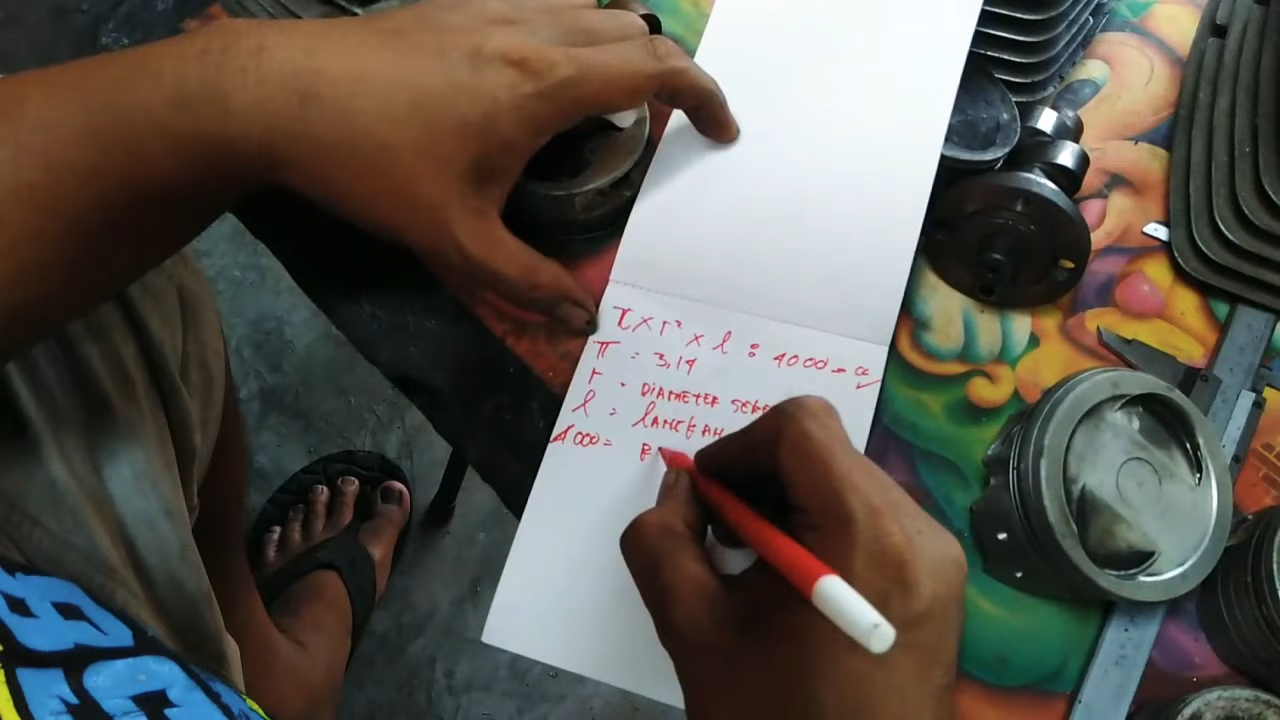 π × r² × l : 4000 = cc
π : 3,14
r : DIAMETER
l : LANGKAH
4000 =